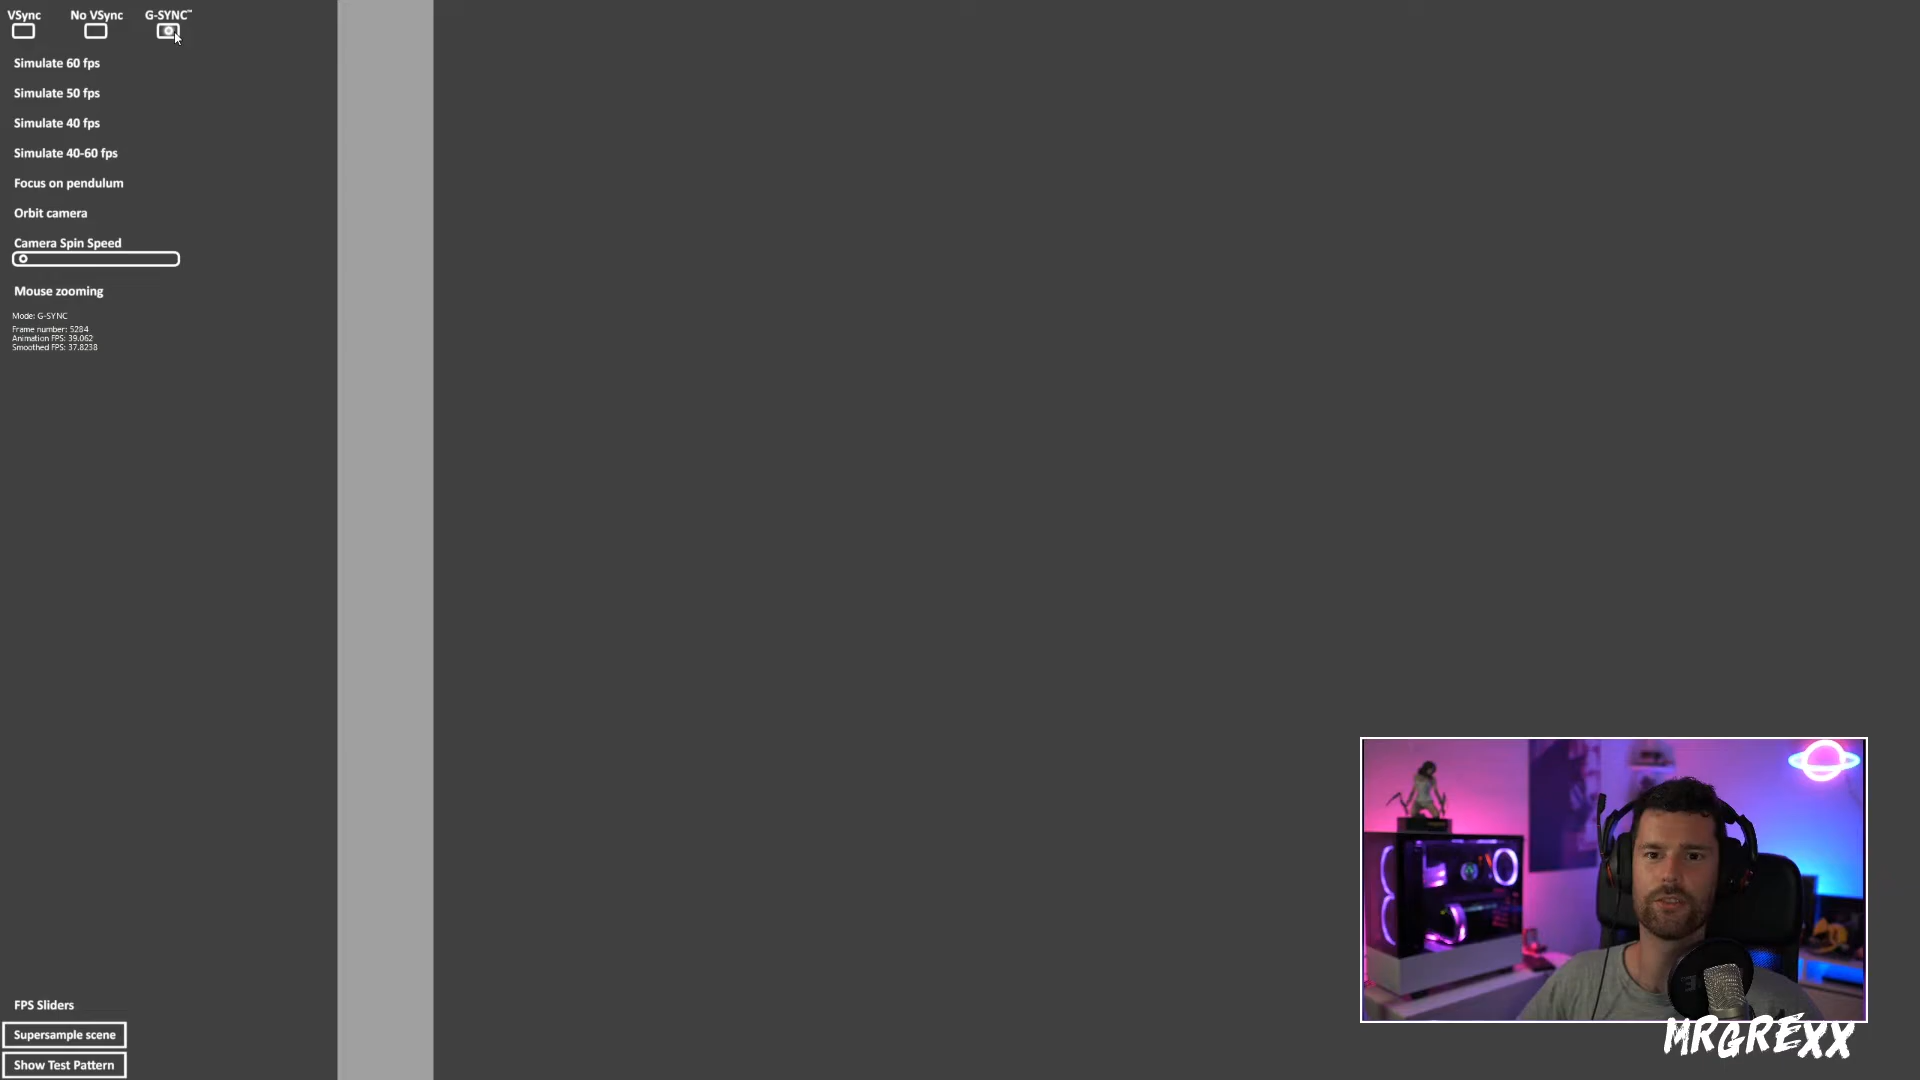 VSync No VSync G-SYNC™
Simulate 60 fps
Simulate 50 fps
Simulate 40 fps
Simulate 40-60 fps
Focus on pendulum
Orbit camera
Camera Spin Speed
Mouse zooming
Mode: G-SYNC
Frame number: 5284
Animation FPS: 39.062
Smoothed FPS: 37.8238
FPS Sliders
Supersample scene
Show Test Pattern
MRGREXX